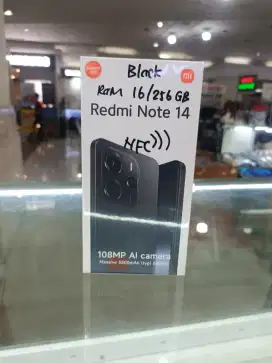 Black
RAM 16/256 GB
Redmi Note 14
NFC
108MP AI camera